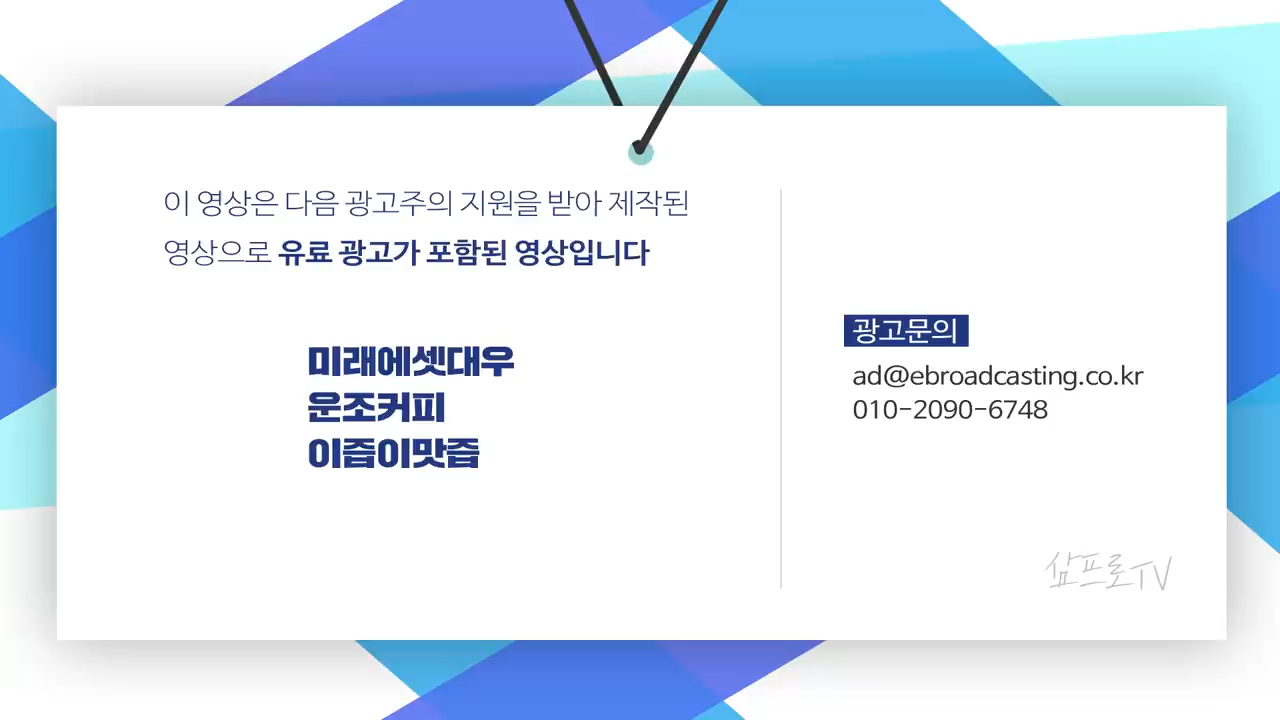 이 영상은 다음 광고주의 지원을 받아 제작된
영상으로 유료 광고가 포함된 영상입니다
미래에셋대우
운조커피
이즙이맛즙
광고문의
ad@ebroadcasting.co.kr
010-2090-6748
삼프로TV